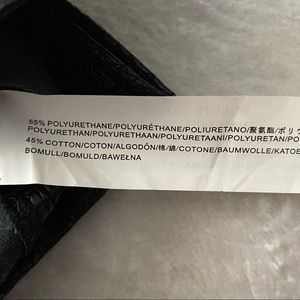 55% POLYURETHANE/POLYURÉTHANE/POLIURETANO/聚氨酯/ポリウ
POLYURETHAN/POLYURETHAAN/POLYURETAANI/POLYURETAN/PO
45% COTTON/COTON/ALGODÓN/棉/綿/COTONE/BAUMWOLLE/KATOE
BOMULL/BOMULD/BAWEŁNA